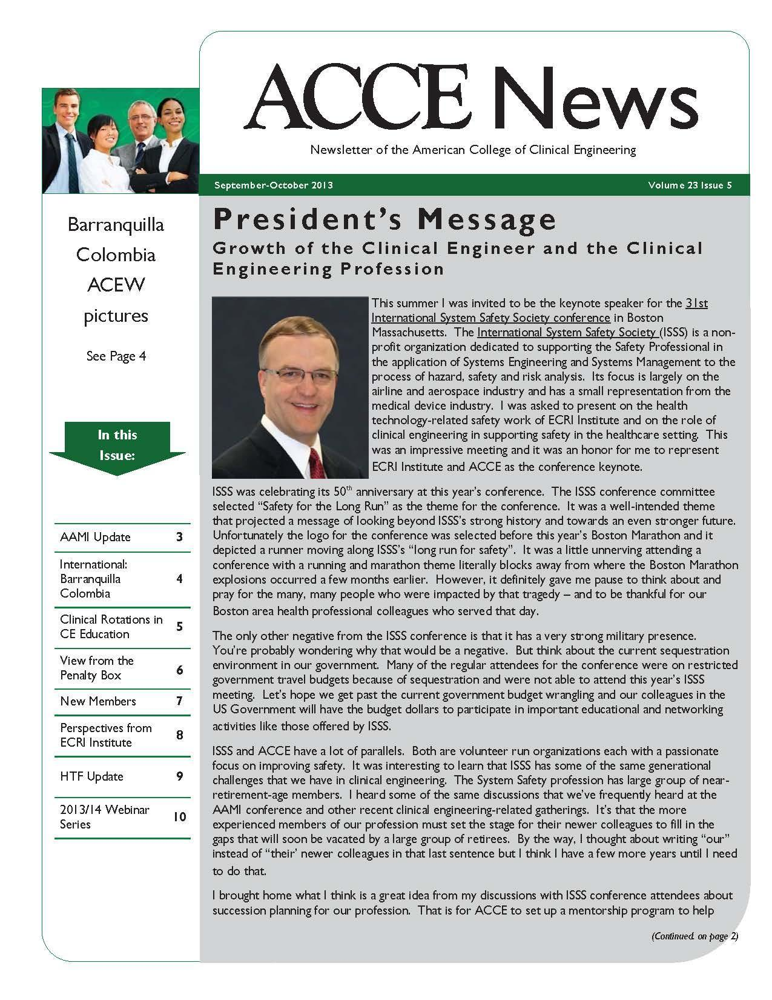 ACCE News
Newsletter of the American College of Clinical Engineering
September-October 2013
Volume 23 Issue 5
Barranquilla
Colombia
ACEW
pictures
See Page 4
In this
Issue:
AAMI Update 3
International:
Barranquilla 4
Colombia
Clinical Rotations in
CE Education 5
View from the
Penalty Box 6
New Members 7
Perspectives from
ECRI Institute 8
HTF Update 9
2013/14 Webinar
Series 10
President's Message
Growth of the Clinical Engineer and the Clinical
Engineering Profession
This summer I was invited to be the keynote speaker for the 31st
International System Safety Society conference in Boston
Massachusetts. The International System Safety Society (ISSS) is a non-
profit organization dedicated to supporting the Safety Professional in
the application of Systems Engineering and Systems Management to the
process of hazard, safety and risk analysis. Its focus is largely on the
airline and aerospace industry and has a small representation from the
medical device industry. I was asked to present on the health
technology-related safety work of ECRI Institute and on the role of
clinical engineering in supporting safety in the healthcare setting. This
was an impressive meeting and it was an honor for me to represent
ECRI Institute and ACCE as the conference keynote.
ISSS was celebrating its 50th anniversary at this year's conference. The ISSS conference committee
selected “Safety for the Long Run” as the theme for the conference. It was a well-intended theme
that projected a message of looking beyond ISSS's strong history and towards an even stronger future.
Unfortunately the logo for the conference was selected before this year's Boston Marathon and it
depicted a runner moving along ISSS's “long run for safety”. It was a little unnerving attending a
conference with a running and marathon theme literally blocks away from where the Boston Marathon
explosions occurred a few months earlier. However, it definitely gave me pause to think about and
pray for the many, many people who were impacted by that tragedy – and to be thankful for our
Boston area health professional colleagues who served that day.
The only other negative from the ISSS conference is that it has a very strong military presence.
You're probably wondering why that would be a negative. But think about the current sequestration
environment in our government. Many of the regular attendees for the conference were on restricted
government travel budgets because of sequestration and were not able to attend this year's ISSS
meeting. Let's hope we get past the current government budget wrangling and our colleagues in the
US Government will have the budget dollars to participate in important educational and networking
activities like those offered by ISSS.
ISSS and ACCE have a lot of parallels. Both are volunteer run organizations each with a passionate
focus on improving safety. It was interesting to learn that ISSS has some of the same generational
challenges that we have in clinical engineering. The System Safety profession has large group of near-
retirement-age members. I heard some of the same discussions that we've frequently heard at the
AAMI conference and other recent clinical engineering-related gatherings. It's that the more
experienced members of our profession must set the stage for their newer colleagues to fill in the
gaps that will soon be vacated by a large group of retirees. By the way, I thought about writing “our”
instead of “their' newer colleagues in that last sentence but I think I have a few more years until I need
to do that.
I brought home what I think is a great idea from my discussions with ISSS conference attendees about
succession planning for our profession. That is for ACCE to set up a mentorship program to help
(Continued on page 2)